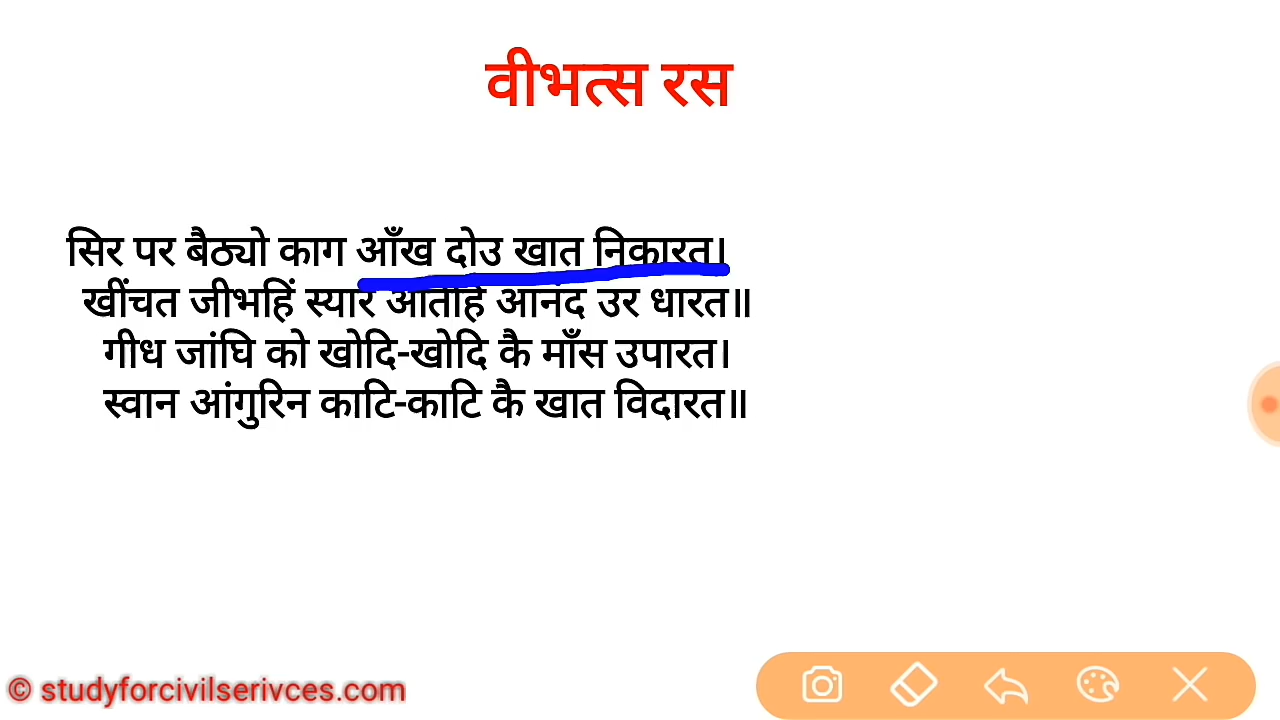 वीभत्स रस
सिर पर बैठ्यो काग आँख दोउ खात निकारत।
खींचत जीभहिं स्यार अतिहि आनंद उर धारत॥
गीध जांघि को खोदि-खोदि कै माँस उपारत।
स्वान आंगुरिन काटि-काटि कै खात विदारत॥
© studyforcivilserivces.com